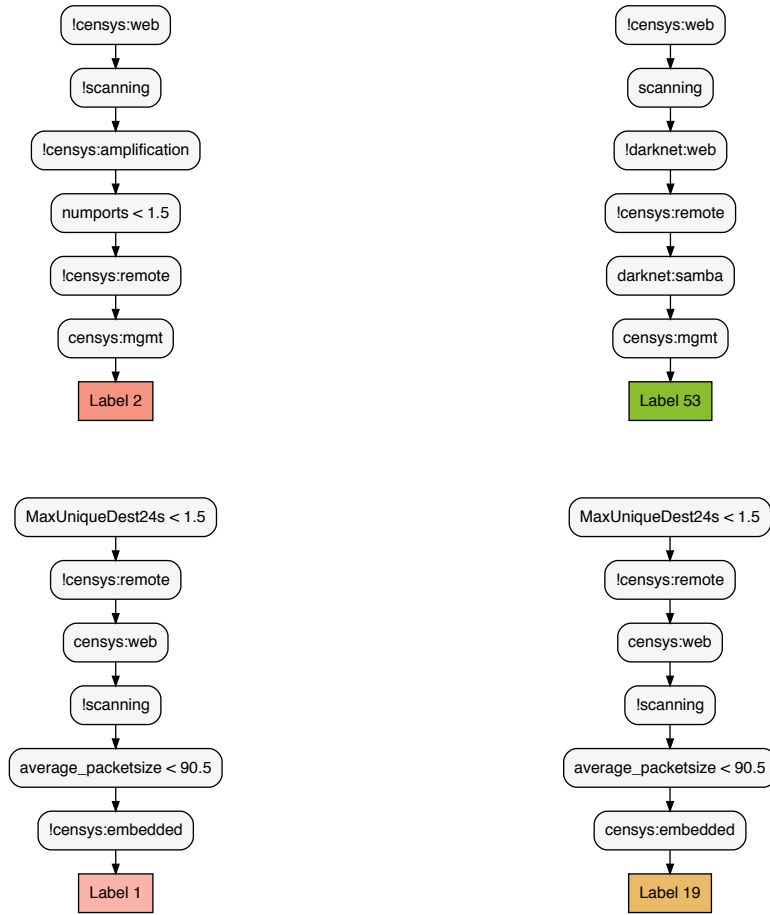 !censys:web
!scanning
!censys:amplification
numports < 1.5
!censys:remote
censys:mgmt
Label 2
!censys:web
scanning
!darknet:web
!censys:remote
darknet:samba
censys:mgmt
Label 53
MaxUniqueDest24s < 1.5
!censys:remote
censys:web
!scanning
average_packetsize < 90.5
!censys:embedded
Label 1
MaxUniqueDest24s < 1.5
!censys:remote
censys:web
!scanning
average_packetsize < 90.5
censys:embedded
Label 19